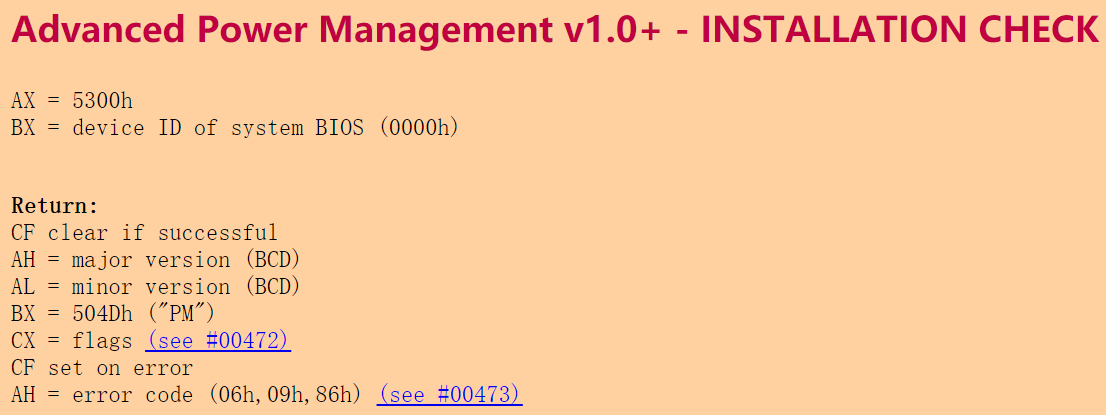 Advanced Power Management v1.0+ - INSTALLATION CHECK
AX = 5300h
BX = device ID of system BIOS (0000h)
Return:
CF clear if successful
AH = major version (BCD)
AL = minor version (BCD)
BX = 504Dh ("PM")
CX = flags (see #00472)
CF set on error
AH = error code (06h,09h,86h) (see #00473)